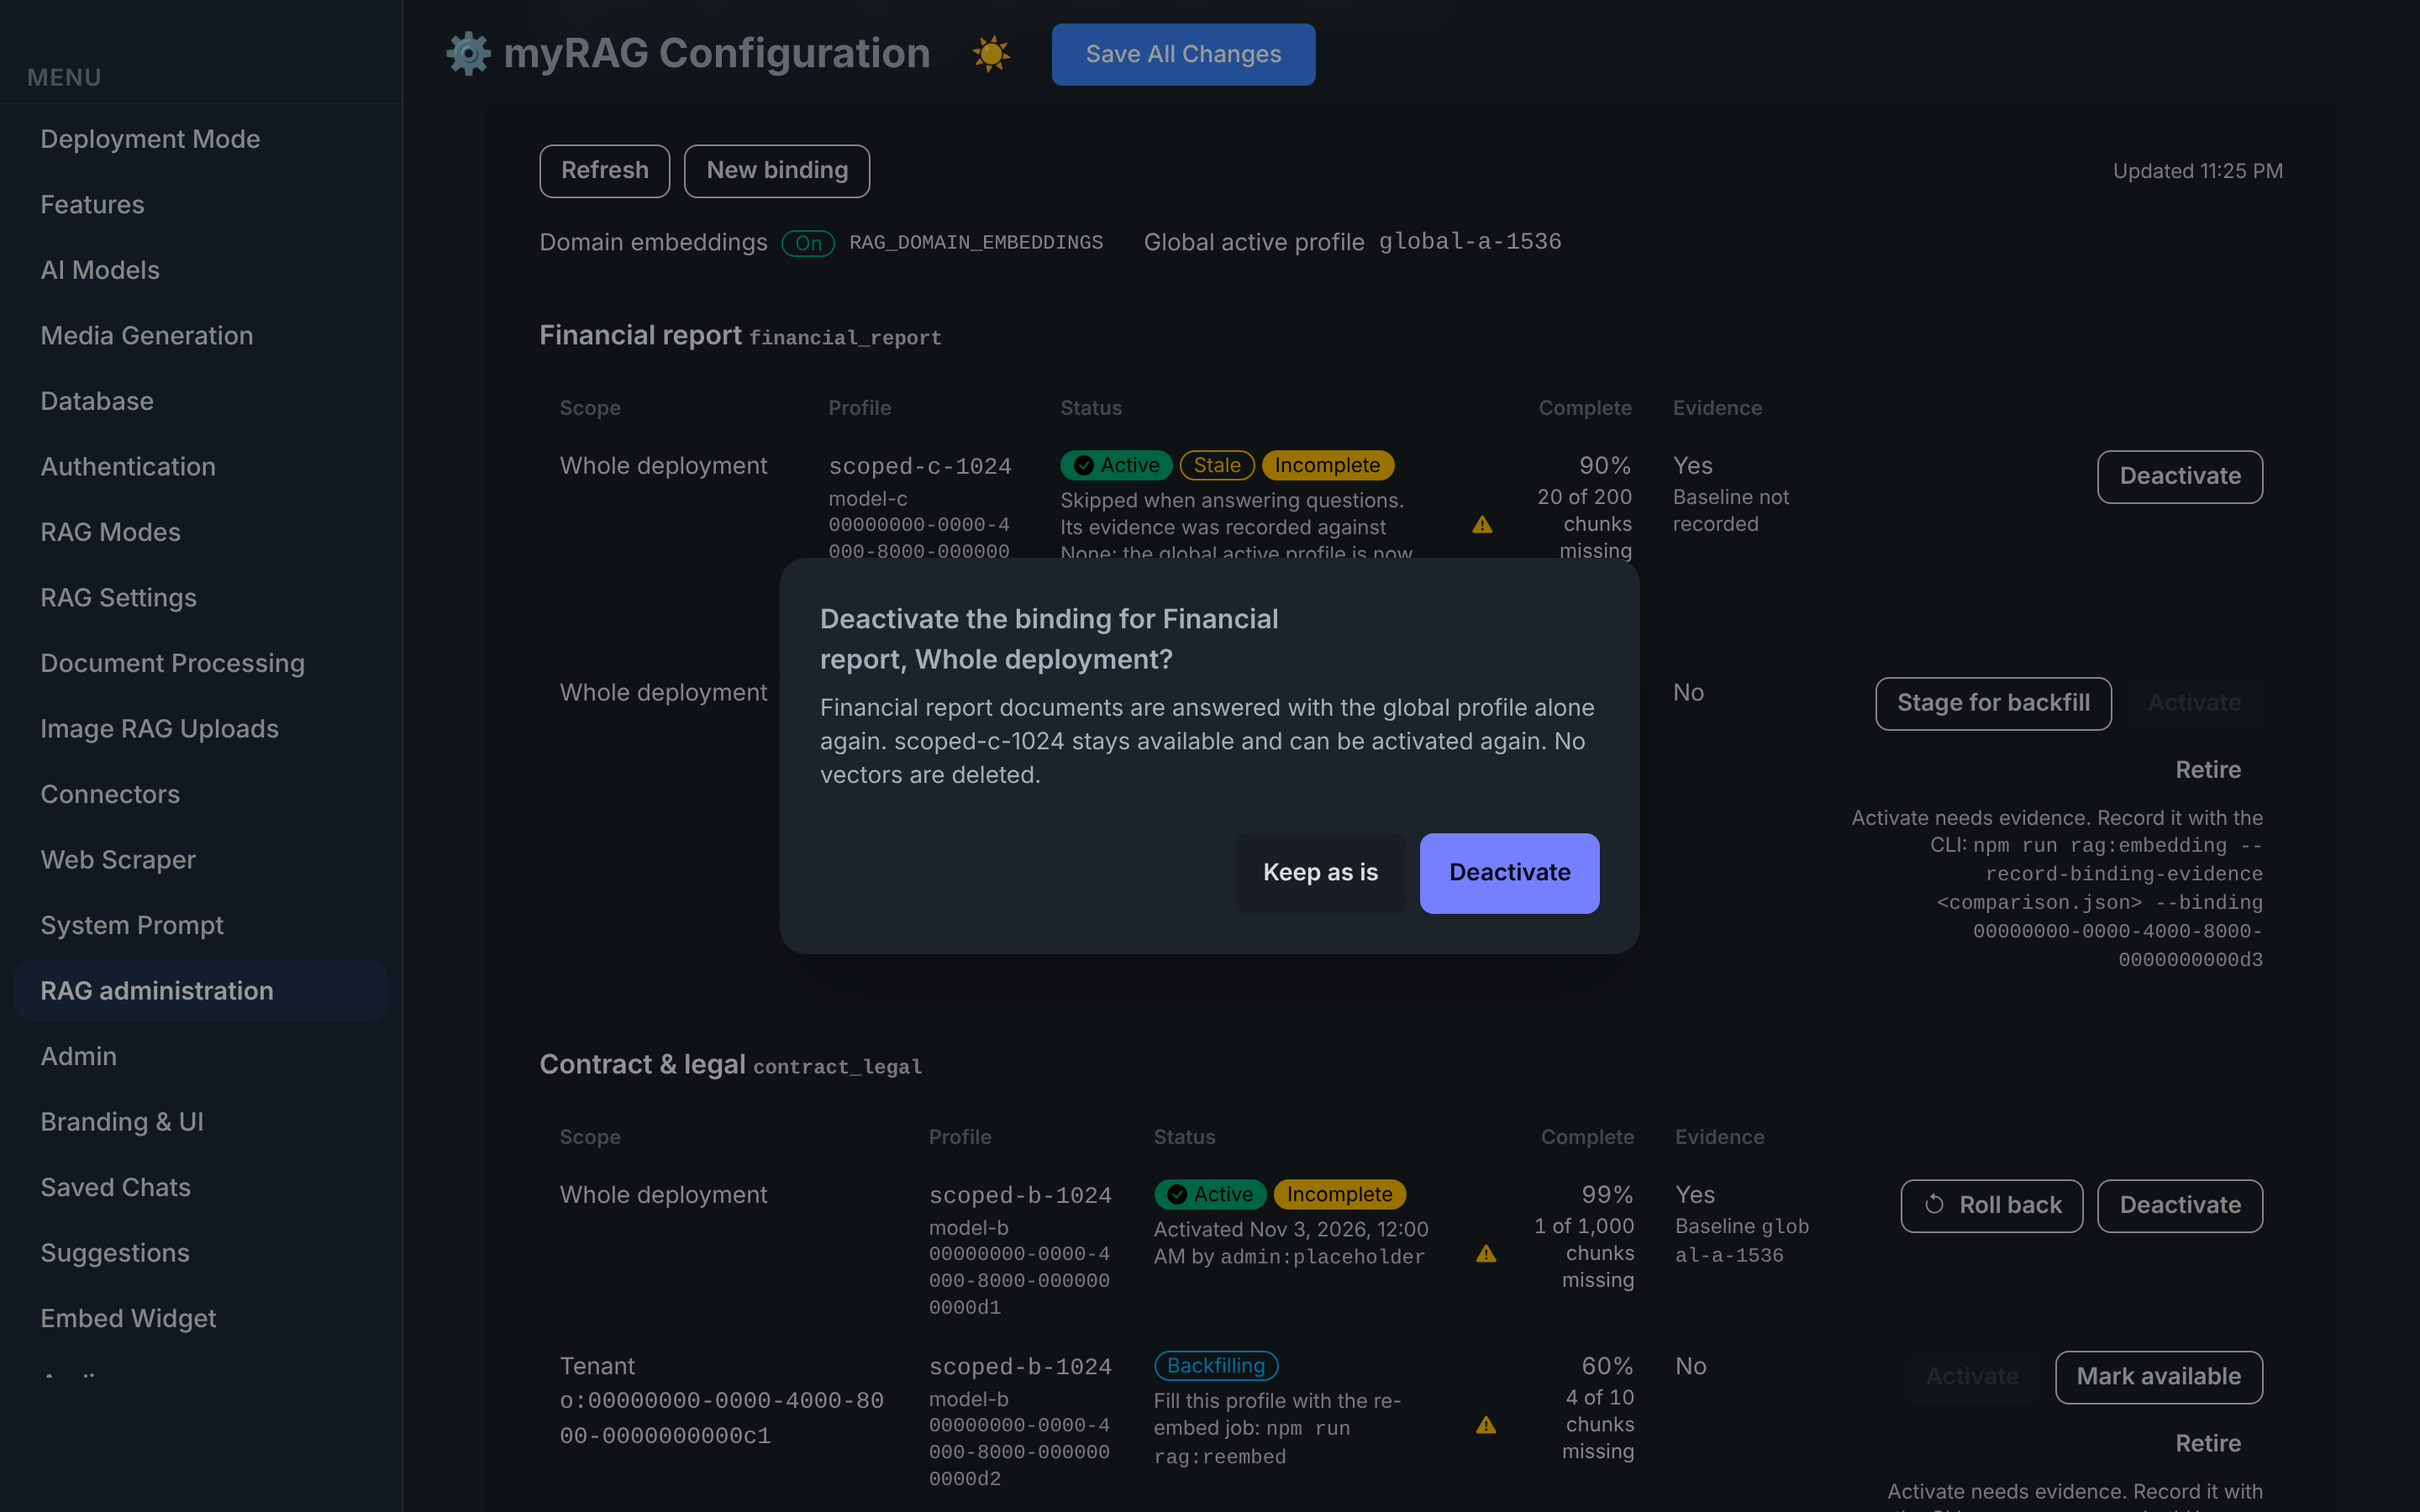 MENU
Deployment Mode
Features
AI Models
Media Generation
Database
Authentication
RAG Modes
RAG Settings
Document Processing
Image RAG Uploads
Connectors
Web Scraper
System Prompt
RAG administration
Admin
Branding & UI
Saved Chats
Suggestions
Embed Widget
myRAG Configuration
Save All Changes
Refresh
New binding
Updated 11:25 PM
Domain embeddings On RAG_DOMAIN_EMBEDDINGS Global active profile global-a-1536
Financial report financial_report
Scope Profile Status Complete Evidence
Whole deployment
scoped-c-1024
model-c
00000000-0000-4
000-8000-000000
Active Stale Incomplete
Skipped when answering questions.
Its evidence was recorded against
None; the global active profile is now
90%
20 of 200
chunks
missing
Yes
Baseline not
recorded
Deactivate
Whole deployment
No
Stage for backfill
Activate
Retire
Activate needs evidence. Record it with the
CLI: npm run rag:embedding --
record-binding-evidence
<comparison.json> --binding
00000000-0000-4000-8000-
0000000000d3
Deactivate the binding for Financial
report, Whole deployment?
Financial report documents are answered with the global profile alone
again. scoped-c-1024 stays available and can be activated again. No
vectors are deleted.
Keep as is
Deactivate
Contract & legal contract_legal
Scope Profile Status Complete Evidence
Whole deployment
scoped-b-1024
model-b
00000000-0000-4
000-8000-000000
0000d1
Active Incomplete
Activated Nov 3, 2026, 12:00
AM by admin:placeholder
99%
1 of 1,000
chunks
missing
Yes
Baseline glob
al-a-1536
Roll back
Deactivate
Tenant
o:00000000-0000-4000-80
00-0000000000c1
scoped-b-1024
model-b
00000000-0000-4
000-8000-000000
0000d2
Backfilling
Fill this profile with the re-
embed job: npm run
rag:reembed
60%
4 of 10
chunks
missing
No
Activate
Mark available
Retire
Activate needs evidence. Record it with